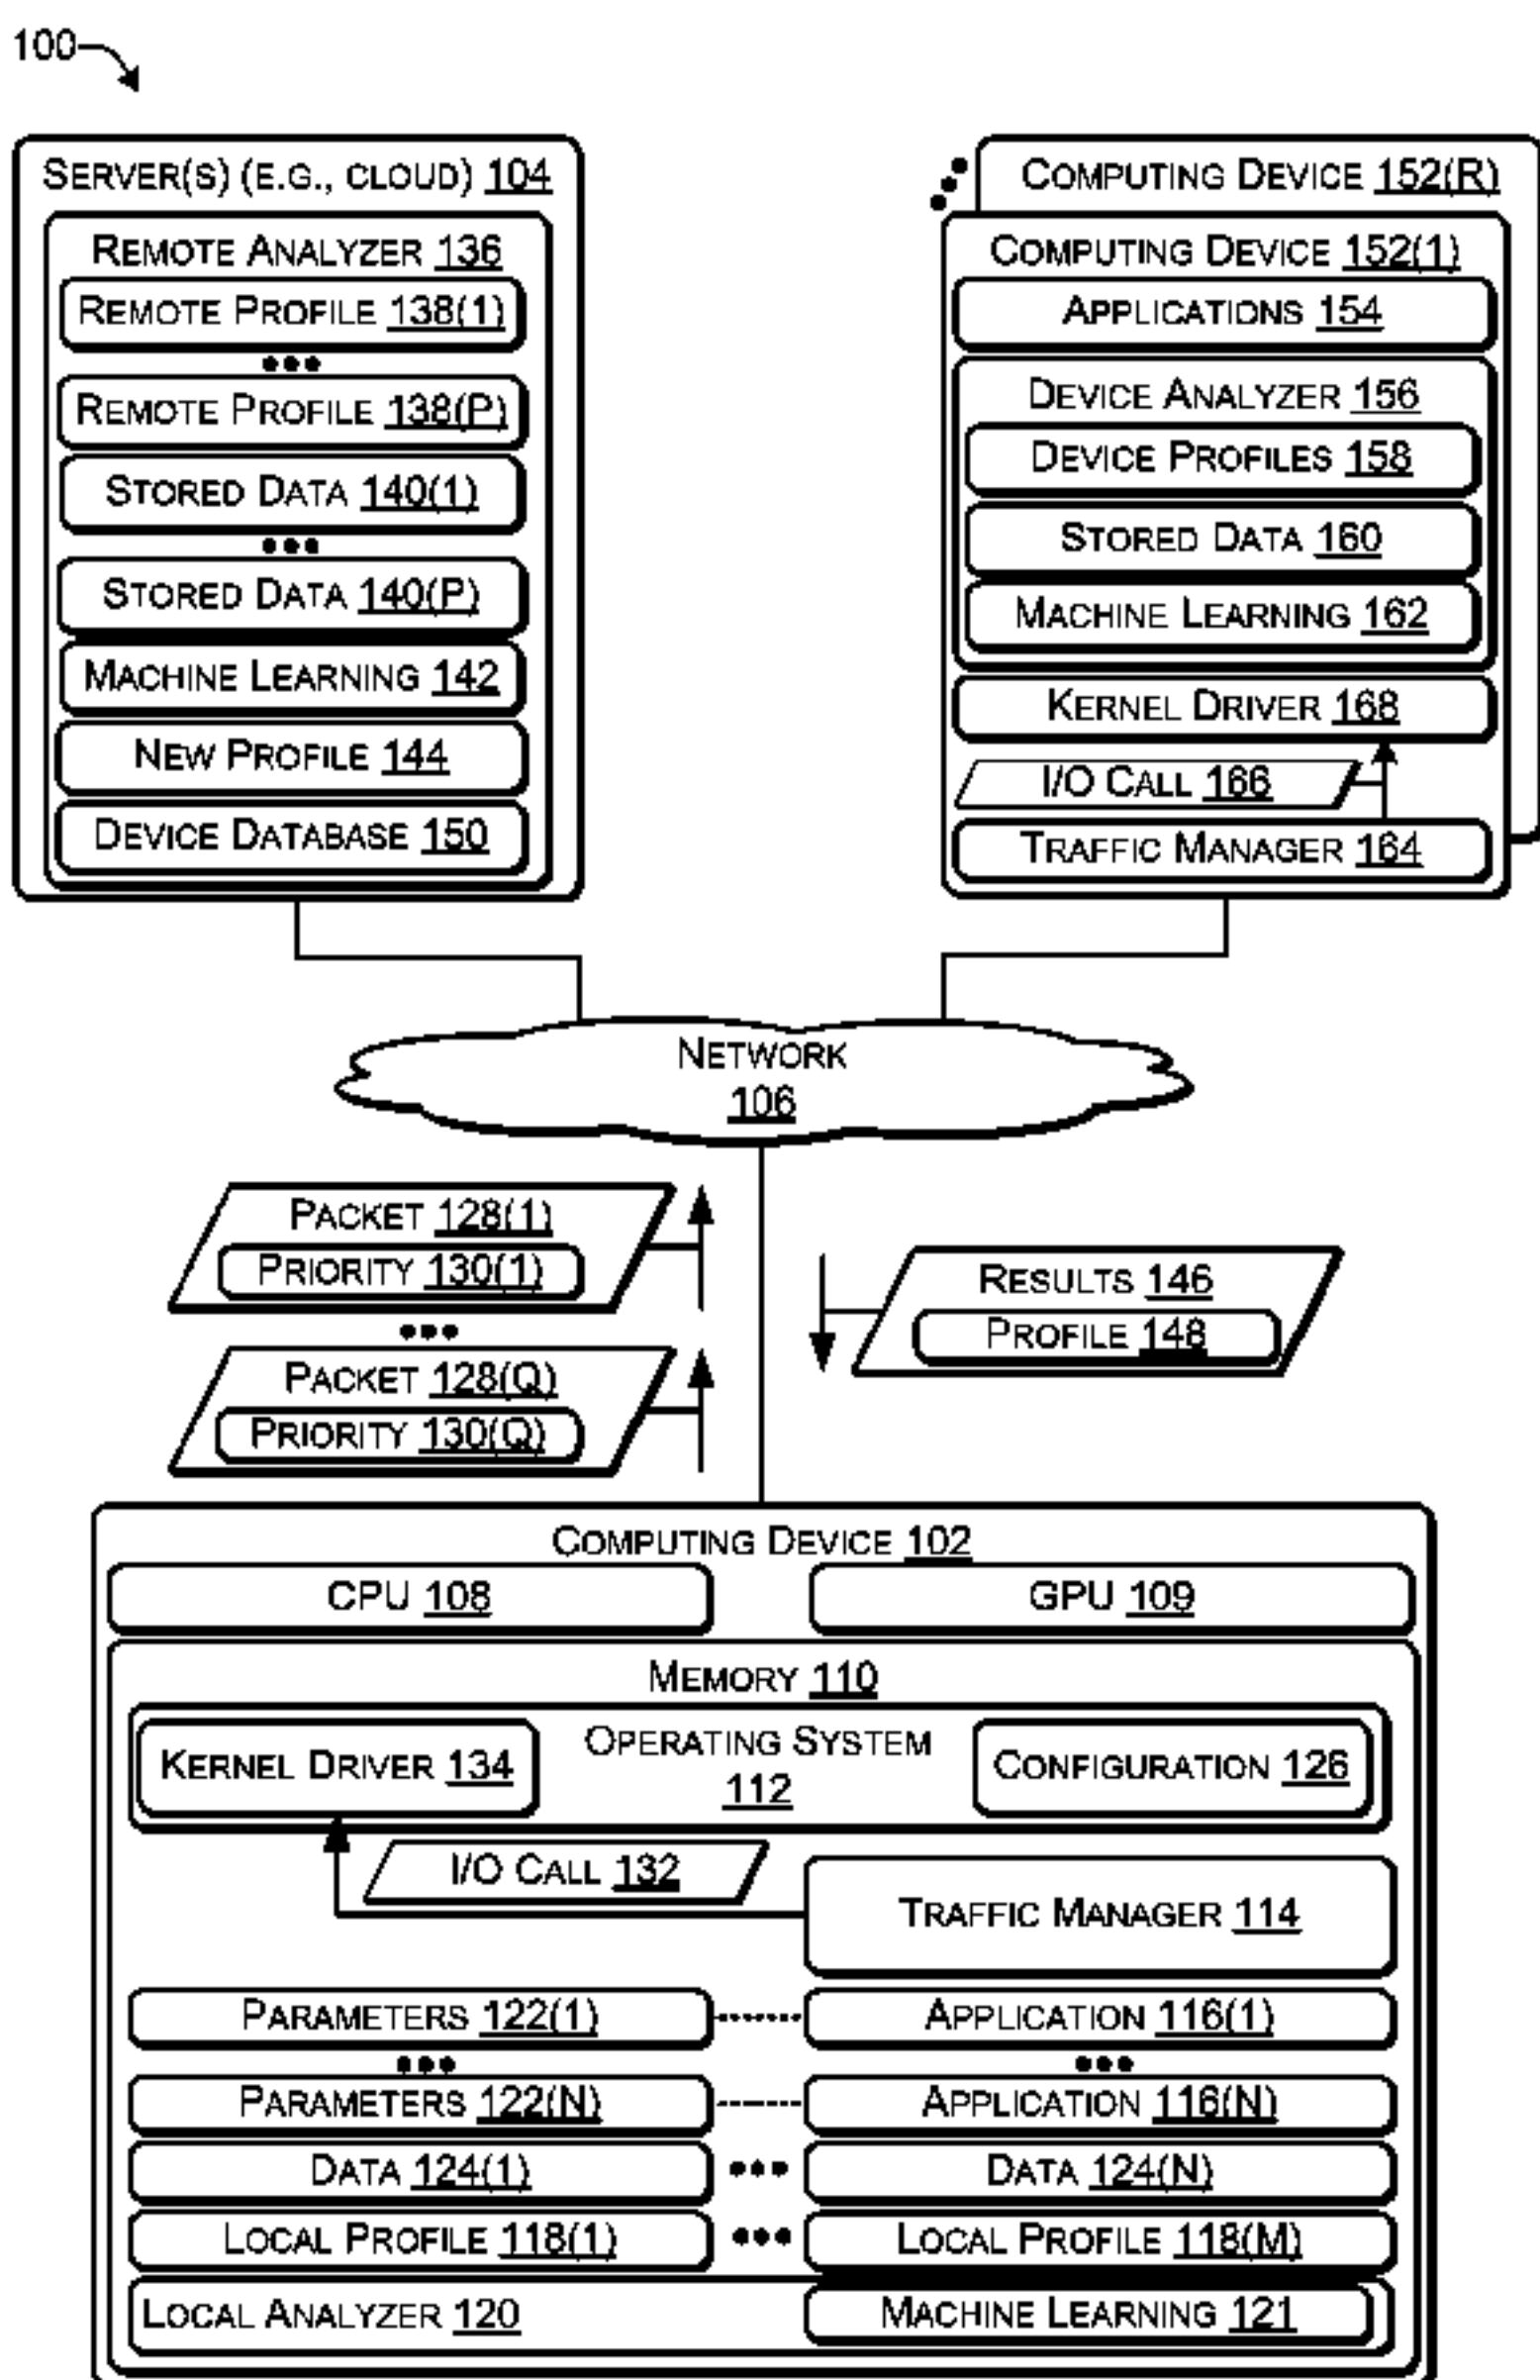 100
SERVER(S) (E.G., CLOUD) 104
REMOTE ANALYZER 136
REMOTE PROFILE 138(1)
REMOTE PROFILE 138(P)
STORED DATA 140(1)
STORED DATA 140(P)
MACHINE LEARNING 142
NEW PROFILE 144
DEVICE DATABASE 150
COMPUTING DEVICE 152(R)
COMPUTING DEVICE 152(1)
APPLICATIONS 154
DEVICE ANALYZER 156
DEVICE PROFILES 158
STORED DATA 160
MACHINE LEARNING 162
KERNEL DRIVER 168
I/O CALL 166
TRAFFIC MANAGER 164
NETWORK
106
PACKET 128(1)
PRIORITY 130(1)
PACKET 128(Q)
PRIORITY 130(Q)
RESULTS 146
PROFILE 148
COMPUTING DEVICE 102
CPU 108
GPU 109
MEMORY 110
KERNEL DRIVER 134
OPERATING SYSTEM
112
CONFIGURATION 126
I/O CALL 132
TRAFFIC MANAGER 114
PARAMETERS 122(1)
APPLICATION 116(1)
PARAMETERS 122(N)
APPLICATION 116(N)
DATA 124(1)
DATA 124(N)
LOCAL PROFILE 118(1)
LOCAL PROFILE 118(M)
LOCAL ANALYZER 120
MACHINE LEARNING 121